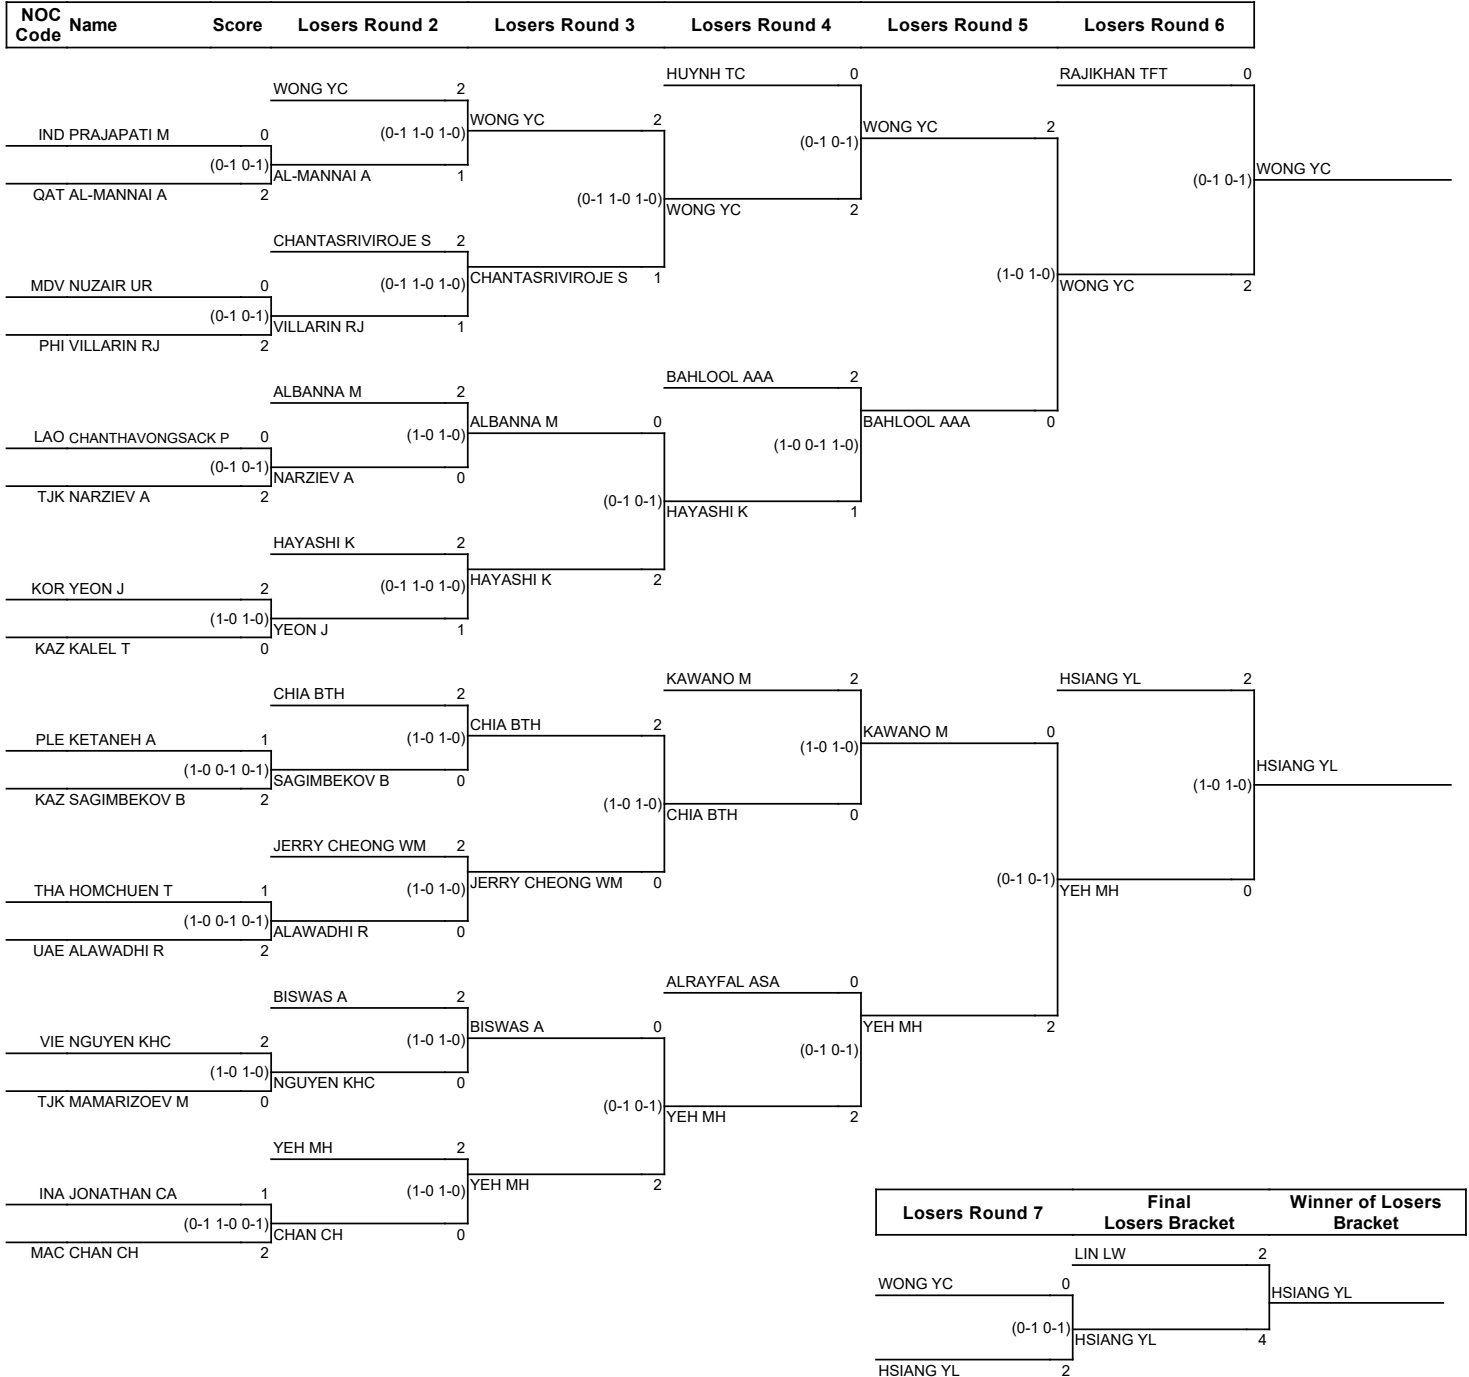 NOC Code Name Score Losers Round 2 Losers Round 3 Losers Round 4 Losers Round 5 Losers Round 6
HUYNH TC 0 RAJIKHAN TFT 0
WONG YC 2
WONG YC 2 WONG YC 2
IND PRAJAPATI M 0 (0-1 1-0 1-0)
(0-1 0-1)
(0-1 0-1) AL-MANNAI A 1 WONG YC
(0-1 0-1)
QAT AL-MANNAI A 2 (0-1 1-0 1-0)
WONG YC 2
CHANTASRIVIROJE S 2
CHANTASRIVIROJE S 1 (1-0 1-0)
MDV NUZAIR UR 0 (0-1 1-0 1-0) WONG YC 2
(0-1 0-1) VILLARIN RJ 1
PHI VILLARIN RJ 2
BAHLOOL AAA 2
ALBANNA M 2
ALBANNA M 0 BAHLOOL AAA 0
LAO CHANTHAVONGSACK P 0 (1-0 1-0) (1-0 0-1 1-0)
(0-1 0-1) NARZIEV A 0
TJK NARZIEV A 2 (0-1 0-1)
HAYASHI K 1
HAYASHI K 2
KOR YEON J 2 (0-1 1-0 1-0) HAYASHI K 2
(1-0 1-0) YEON J 1
KAZ KALEL T 0
KAWANO M 2 HSIANG YL 2
CHIA BTH 2
CHIA BTH 2 KAWANO M 0
PLE KETANEH A 1 (1-0 1-0) (1-0 1-0)
(1-0 0-1 0-1) SAGIMBEKOV B 0 HSIANG YL
KAZ SAGIMBEKOV B 2 (1-0 1-0) (1-0 1-0)
CHIA BTH 0
JERRY CHEONG WM 2
THA HOMCHUEN T 1 (1-0 1-0) JERRY CHEONG WM 0 (0-1 0-1) YEH MH 0
(1-0 0-1 0-1) ALAWADHI R 0
UAE ALAWADHI R 2
ALRAYFAL ASA 0
BISWAS A 2
BISWAS A 0 YEH MH 2
VIE NGUYEN KHC 2 (1-0 1-0) (0-1 0-1)
(1-0 1-0) NGUYEN KHC 0
TJK MAMARIZOEV M 0 (0-1 0-1)
YEH MH 2
YEH MH 2
INA JONATHAN CA 1 (1-0 1-0) YEH MH 2
(0-1 1-0 0-1) CHAN CH 0
MAC CHAN CH 2
Losers Round 7 Final Losers Bracket Winner of Losers Bracket
LIN LW 2
WONG YC 0
HSIANG YL
(0-1 0-1) HSIANG YL 4
HSIANG YL 2